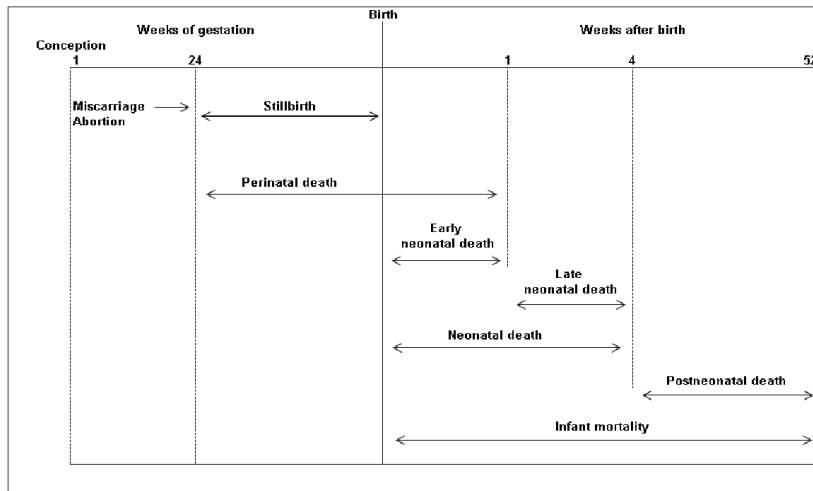 Birth
Weeks of gestation
Weeks after birth
Conception
1
24
1
4
52
Miscarriage
Abortion
Stillbirth
Perinatal death
Early
neonatal death
Late
neonatal death
Neonatal death
Postneonatal death
Infant mortality